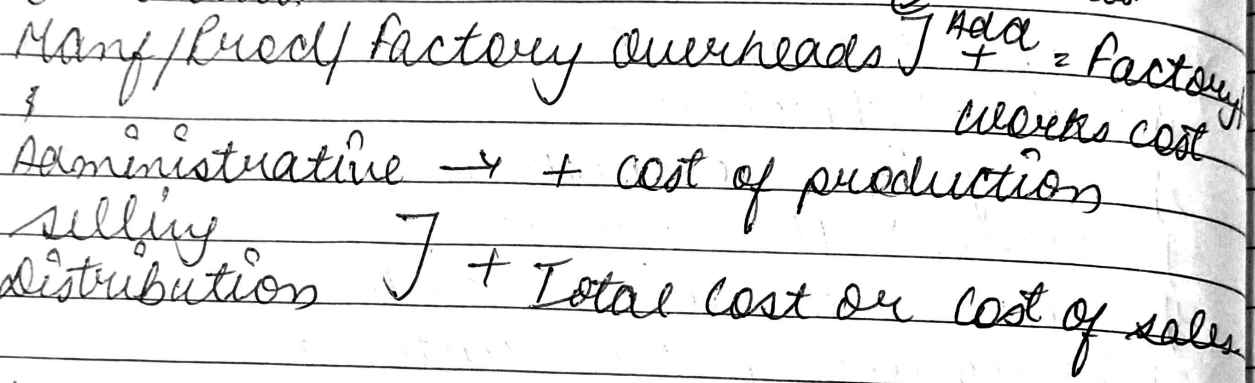 Manf/Prod/ factory overheads] Add + = factory/
& works cost
Administrative → + cost of production
selling
Distribution ] + Total cost or cost of sales